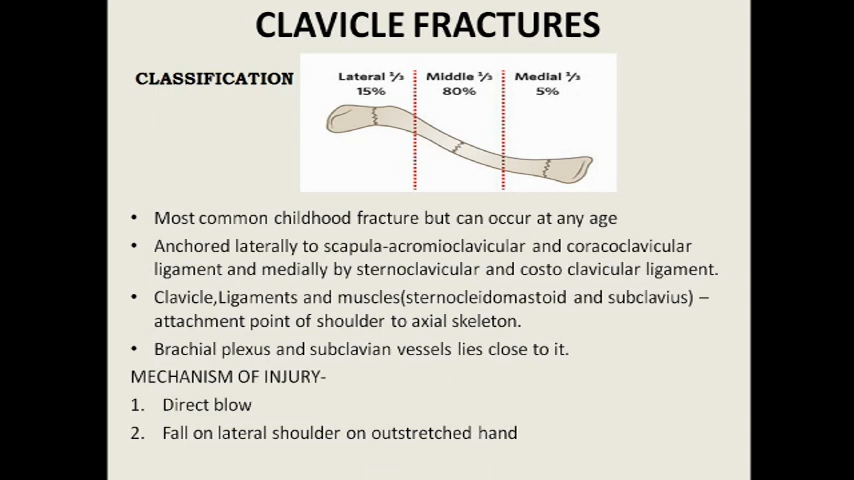 CLAVICLE FRACTURES
CLASSIFICATION
Lateral ⅓ Middle ⅓ Medial ⅓
15% 80% 5%
• Most common childhood fracture but can occur at any age
• Anchored laterally to scapula-acromioclavicular and coracoclavicular
ligament and medially by sternoclavicular and costo clavicular ligament.
• Clavicle,Ligaments and muscles(sternocleidomastoid and subclavius) –
attachment point of shoulder to axial skeleton.
• Brachial plexus and subclavian vessels lies close to it.
MECHANISM OF INJURY-
1. Direct blow
2. Fall on lateral shoulder on outstretched hand